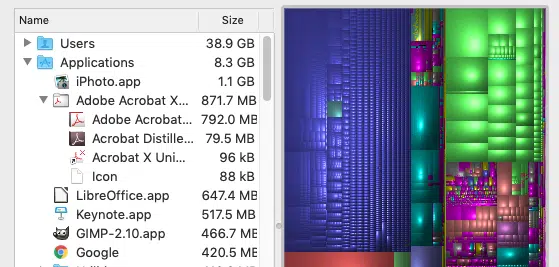 Name Size
Users 38.9 GB
Applications 8.3 GB
iPhoto.app 1.1 GB
Adobe Acrobat X... 871.7 MB
Adobe Acrobat... 792.0 MB
Acrobat Distille... 79.5 MB
Acrobat X Uni... 96 kB
Icon 88 kB
LibreOffice.app 647.4 MB
Keynote.app 517.5 MB
GIMP-2.10.app 466.7 MB
Google 420.5 MB